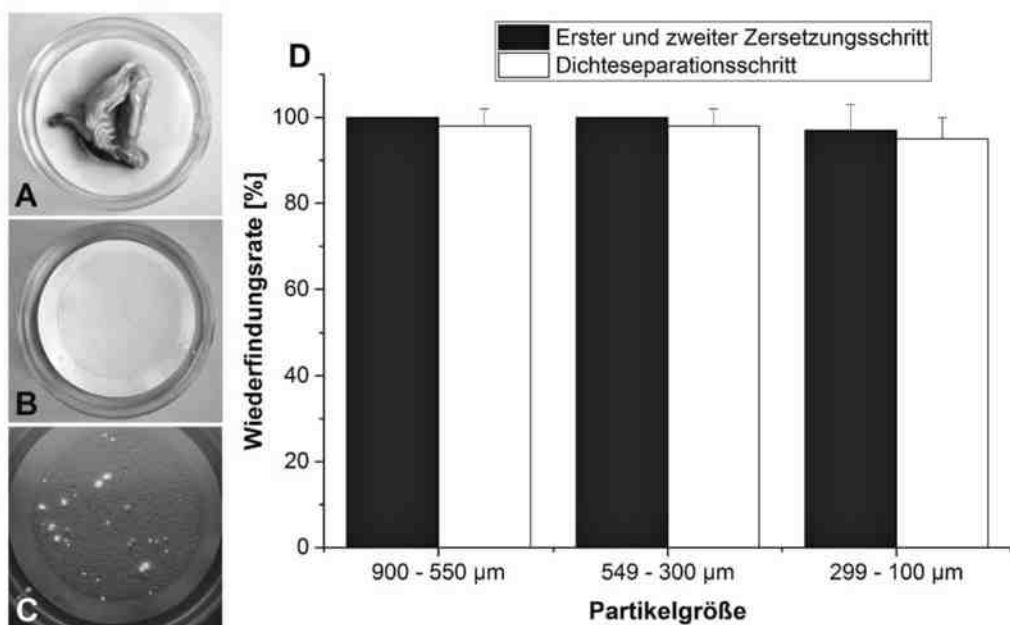 A
B
C
D
Erster und zweiter Zersetzungsschritt
Dichteseparationsschritt
Wiederfindungsrate [%]
100
80
60
40
20
0
900 - 550 µm
549 - 300 µm
299 - 100 µm
Partikelgröße